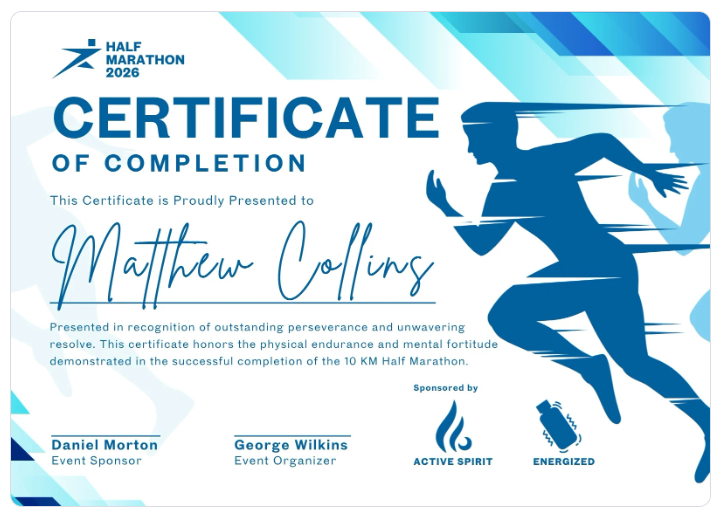 HALF
MARATHON
2026
CERTIFICATE
OF COMPLETION
This Certificate is Proudly Presented to
Matthew Collins
Presented in recognition of outstanding perseverance and unwavering
resolve. This certificate honors the physical endurance and mental fortitude
demonstrated in the successful completion of the 10 KM Half Marathon.
Sponsored by
Daniel Morton
Event Sponsor
George Wilkins
Event Organizer
ACTIVE SPIRIT
ENERGIZED